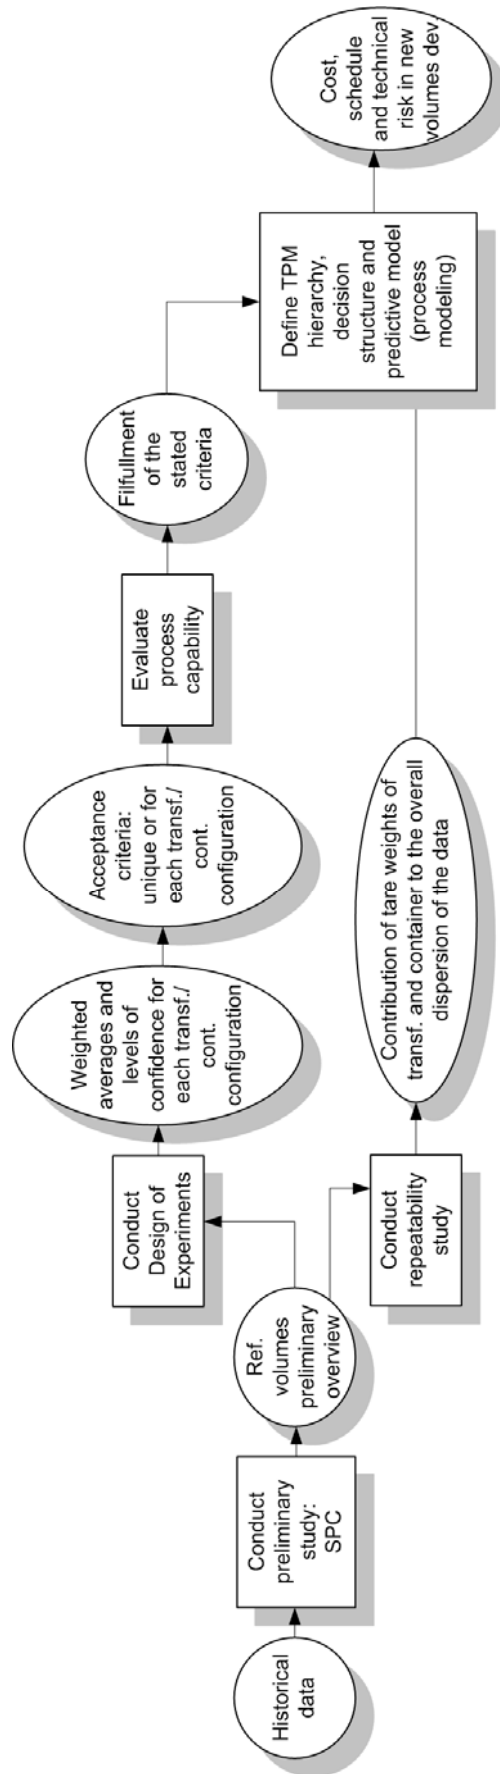 Historical
data
Conduct
preliminary
study:
SPC
Ref.
volumes
preliminary
overview
Conduct
Design of
Experiments
Weighted
averages and
levels of
confidence for
each transf./
cont.
configuration
Acceptance
criteria:
unique or for
each transf./
cont.
configuration
Evaluate
process
capability
Filfullment
of the
stated
criteria
Conduct
repeatability
study
Contribution of tare weights of
transf. and container to the overall
dispersion of the data
Define TPM
hierarchy,
decision
structure and
predictive model
(process
modeling)
Cost,
schedule
and technical
risk in new
volumes dev.